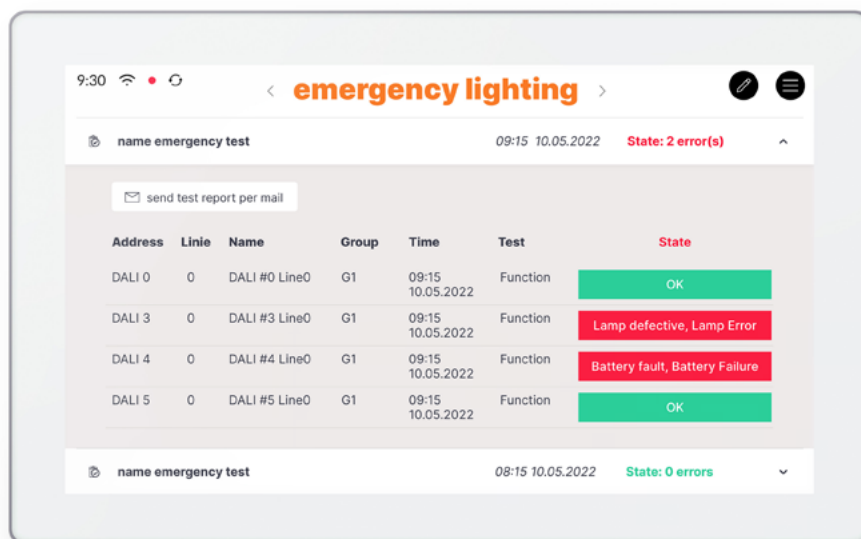 9:30
emergency lighting
name emergency test 09:15 10.05.2022 State: 2 error(s)
send test report per mail
Address Linie Name Group Time Test State
DALI 0 0 DALI #0 Line0 G1 09:15 10.05.2022 Function OK
DALI 3 0 DALI #3 Line0 G1 09:15 10.05.2022 Function Lamp defective, Lamp Error
DALI 4 0 DALI #4 Line0 G1 09:15 10.05.2022 Function Battery fault, Battery Failure
DALI 5 0 DALI #5 Line0 G1 09:15 10.05.2022 Function OK
name emergency test 08:15 10.05.2022 State: 0 errors